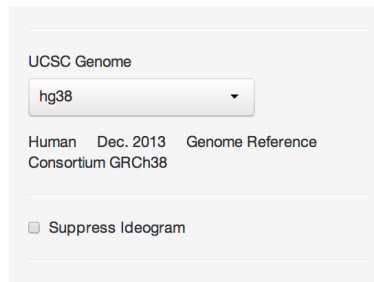 UCSC Genome
hg38
Human Dec. 2013 Genome Reference
Consortium GRCh38
Suppress Ideogram